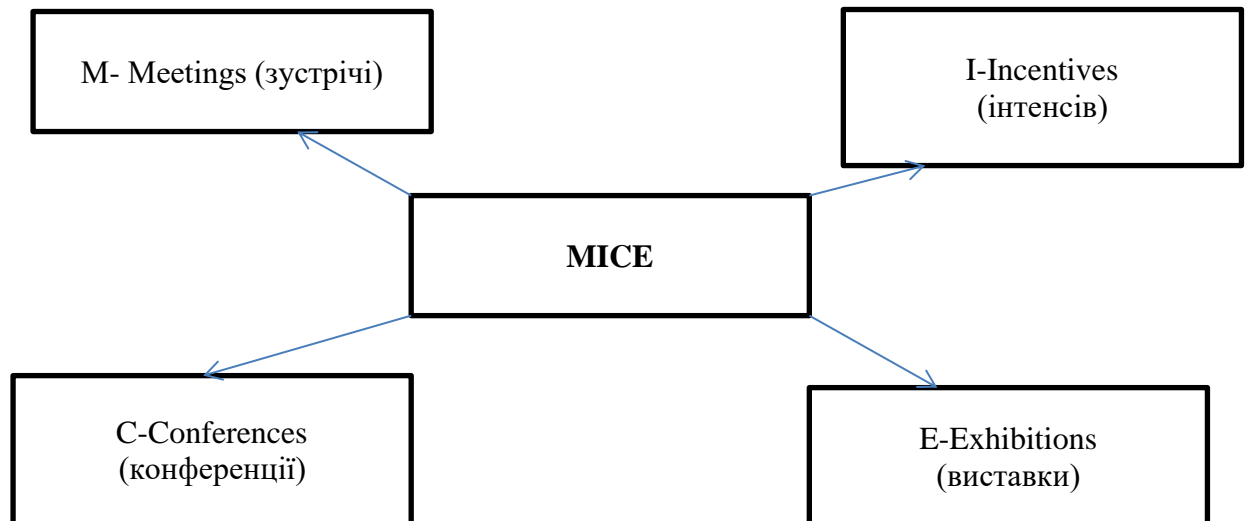 M- Meetings (зустрічі)
I-Incentives
(інтенсів)
MICE
C-Conferences
(конференції)
E-Exhibitions
(виставки)